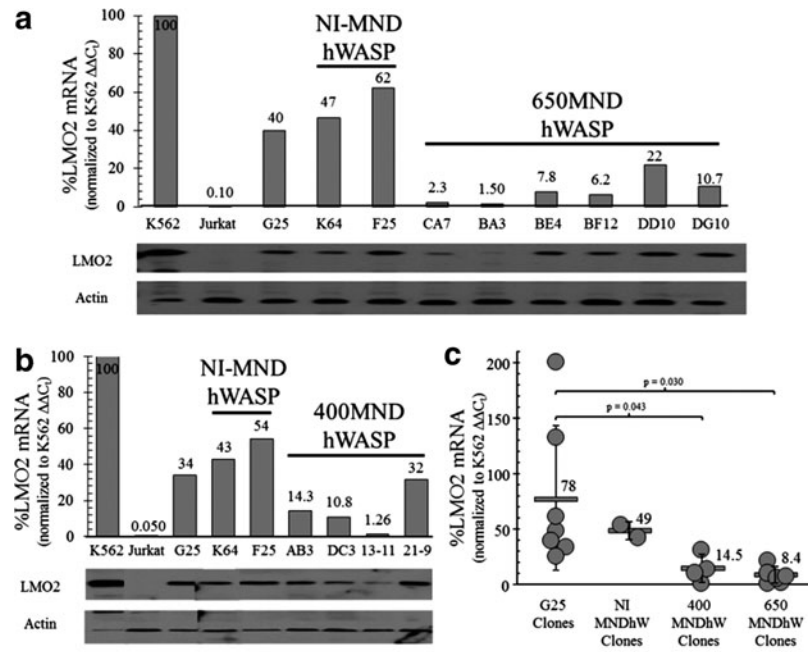 a
%LMO2 mRNA
(normalized to K562 ΔΔCt)
100
80
60
40
20
0
NI-MND
hWASP
650MND
hWASP
100
0.10
40
47
62
2.3
1.50
7.8
6.2
22
10.7
K562 Jurkat G25 K64 F25 CA7 BA3 BE4 BF12 DD10 DG10
LMO2
Actin
b
%LMO2 mRNA
(normalized to K562 ΔΔCt)
100
80
60
40
20
0
NI-MND
hWASP
400MND
hWASP
100
0.050
34
43
54
14.3
10.8
1.26
32
K562 Jurkat G25 K64 F25 AB3 DC3 13-11 21-9
LMO2
Actin
c
%LMO2 mRNA
(normalized to K562 ΔΔCt)
200
150
100
50
0
p = 0.030
p = 0.043
78
49
14.5
8.4
G25 NI 400 650
Clones MNDhW MNDhW MNDhW
Clones Clones Clones